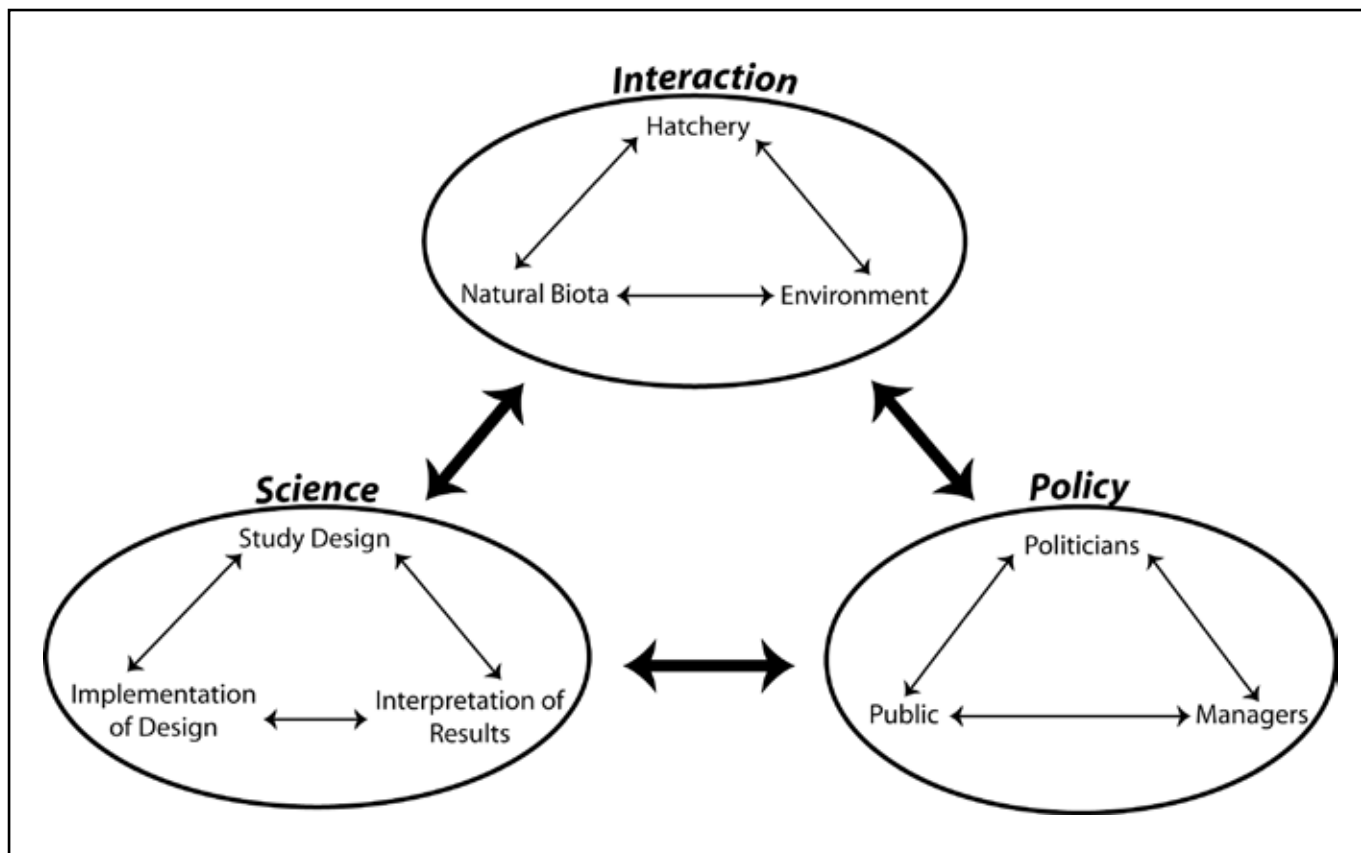 Interaction
Hatchery
Natural Biota
Environment
Science
Study Design
Implementation
of Design
Interpretation of
Results
Policy
Politicians
Public
Managers